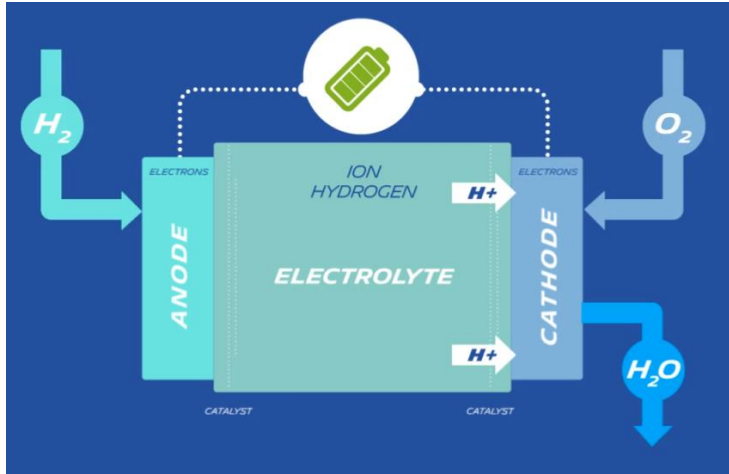 H₂
O₂
ELECTRONS
ION
HYDROGEN
ELECTRONS
H+
ANODE
ELECTROLYTE
CATHODE
H+
H₂O
CATALYST
CATALYST